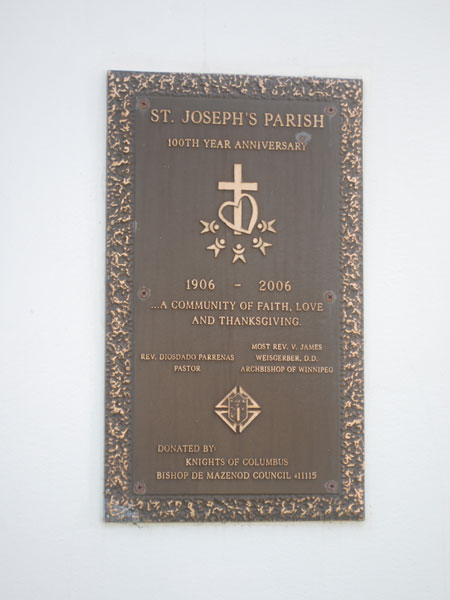 ST. JOSEPH'S PARISH
100TH YEAR ANNIVERSARY
1906 - 2006
...A COMMUNITY OF FAITH, LOVE
AND THANKSGIVING.
REV. DIOSDADO PARRENAS
PASTOR
MOST REV. V. JAMES
WEISGERBER, D.D.
ARCHBISHOP OF WINNIPEG
DONATED BY:
KNIGHTS OF COLUMBUS
BISHOP DE MAZENOD COUNCIL #11115